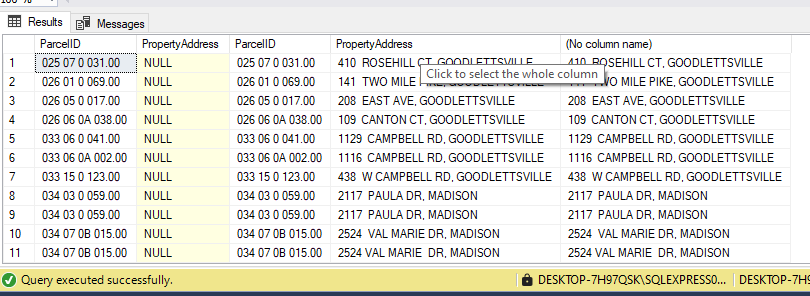 100 %
Results Messages
ParcelID PropertyAddress ParcelID PropertyAddress (No column name)
1 025 07 0 031.00 NULL 025 07 0 031.00 410 ROSEHILL CT, GOODLETTSVILLE 410 ROSEHILL CT, GOODLETTSVILLE
Click to select the whole column
2 026 01 0 069.00 NULL 026 01 0 069.00 141 TWO MILE PIKE, GOODLETTSVILLE 141 TWO MILE PIKE, GOODLETTSVILLE
3 026 05 0 017.00 NULL 026 05 0 017.00 208 EAST AVE, GOODLETTSVILLE 208 EAST AVE, GOODLETTSVILLE
4 026 06 0A 038.00 NULL 026 06 0A 038.00 109 CANTON CT, GOODLETTSVILLE 109 CANTON CT, GOODLETTSVILLE
5 033 06 0 041.00 NULL 033 06 0 041.00 1129 CAMPBELL RD, GOODLETTSVILLE 1129 CAMPBELL RD, GOODLETTSVILLE
6 033 06 0A 002.00 NULL 033 06 0A 002.00 1116 CAMPBELL RD, GOODLETTSVILLE 1116 CAMPBELL RD, GOODLETTSVILLE
7 033 15 0 123.00 NULL 033 15 0 123.00 438 W CAMPBELL RD, GOODLETTSVILLE 438 W CAMPBELL RD, GOODLETTSVILLE
8 034 03 0 059.00 NULL 034 03 0 059.00 2117 PAULA DR, MADISON 2117 PAULA DR, MADISON
9 034 03 0 059.00 NULL 034 03 0 059.00 2117 PAULA DR, MADISON 2117 PAULA DR, MADISON
10 034 07 0B 015.00 NULL 034 07 0B 015.00 2524 VAL MARIE DR, MADISON 2524 VAL MARIE DR, MADISON
11 034 07 0B 015.00 NULL 034 07 0B 015.00 2524 VAL MARIE DR, MADISON 2524 VAL MARIE DR, MADISON
Query executed successfully. DESKTOP-7H97QSK\SQLEXPRESS0... DESKTOP-7H9